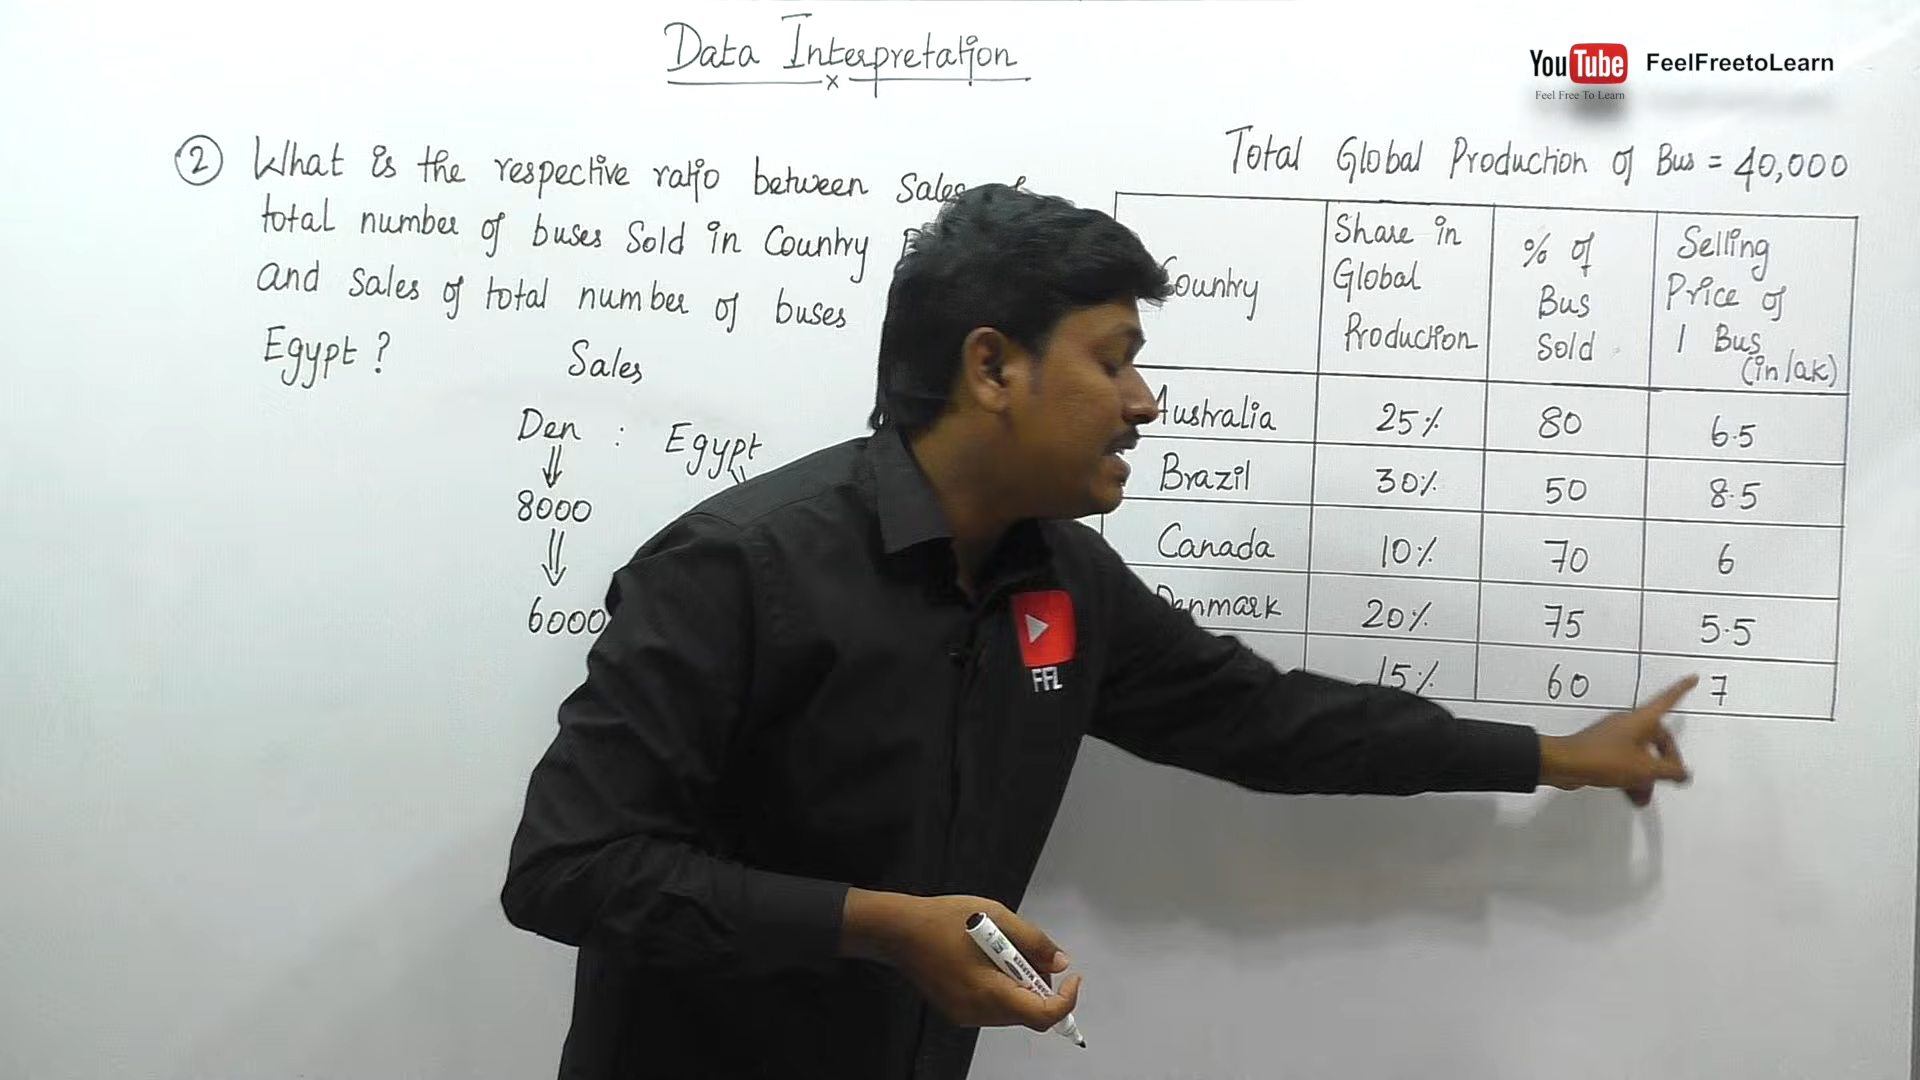 Data Interpretation
x
YouTube FeelFreetoLearn
Feel Free To Learn
② What is the respective ratio between Sales
total number of buses Sold in Country
and Sales of total number of buses
Egypt ?
Sales
Den : Egypt
8000
6000
Total Global Production of Bus = 40,000
Country Share in Global Production % of Bus Sold Selling Price of 1 Bus (in lak)
Australia 25% 80 6.5
Brazil 30% 50 8.5
Canada 10% 70 6
Denmark 20% 75 5.5
15% 60 7
FFL